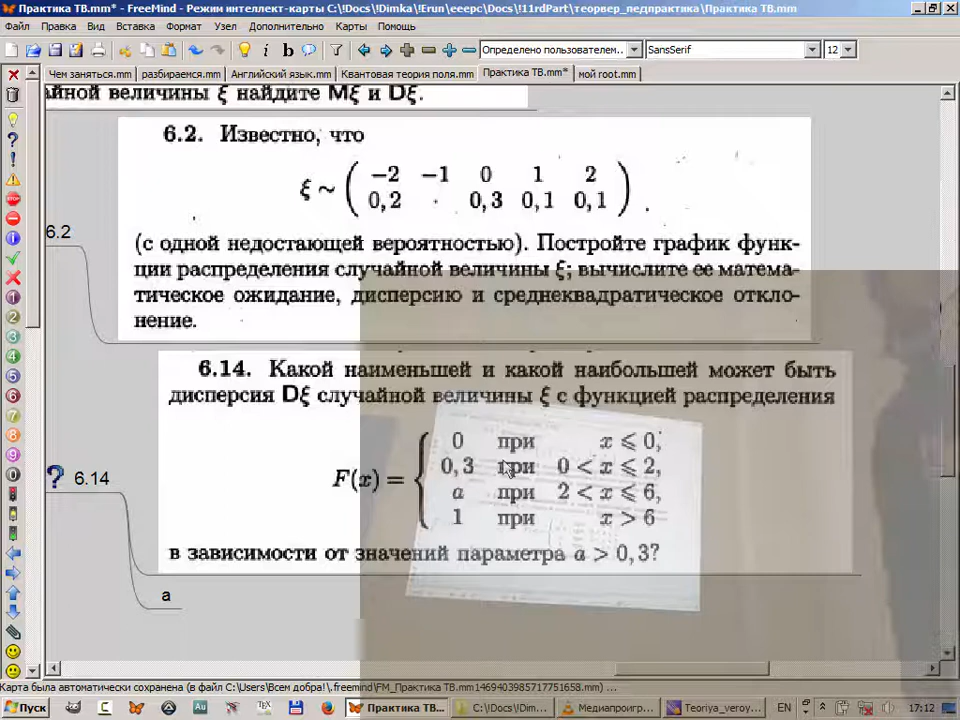 Практика ТВ.mm* - FreeMind - Режим интеллект-карты C:\!Docs\!Dimka\!Erun\!eeepc\Docs\!11rdPart\теорвер_педпрактика\Практика ТВ.mm
Файл Правка Вид Вставка Формат Навигация Узел Дополнительно Карты Помощь
Определено пользователем.. SansSerif 12
Чем заняться.mm разбираемся.mm Английский язык.mm Квантовая теория поля.mm Практика ТВ.mm* мой root.mm
айной величины ξ найдите Mξ и Dξ.
6.2. Известно, что
ξ ~ ( −2 −1 0 1 2
0,2 · 0,3 0,1 0,1 ) .
6.2
(с одной недостающей вероятностью). Постройте график функ-
ции распределения случайной величины ξ; вычислите ее матема-
тическое ожидание, дисперсию и среднеквадратическое откло-
нение.
6.14. Какой наименьшей и какой наибольшей может быть
дисперсия Dξ случайной величины ξ с функцией распределения
0 при x ⩽ 0,
0,3 при 0 < x ⩽ 2,
6.14
F(x) =
a при 2 < x ⩽ 6,
1 при x > 6
в зависимости от значений параметра a > 0,3?
a
Карта была автоматически сохранена (в файл C:\Users\Всем добра!\.freemind\FM_Практика ТВ.mm1469403985717751658.mm) ...
Пуск Практика ТВ.... C:\!Docs\!Dim... Медиапроигр... Teoriya_veroy... EN 17:12